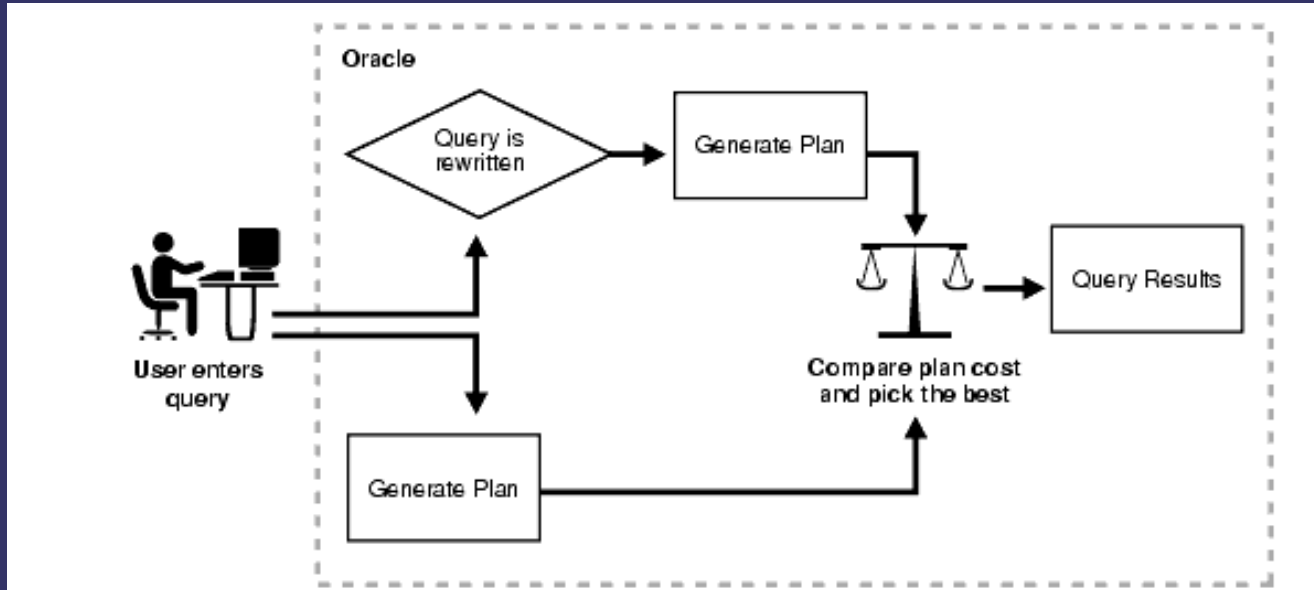 Oracle
Query is
rewritten
Generate Plan
User enters
query
Query Results
Compare plan cost
and pick the best
Generate Plan